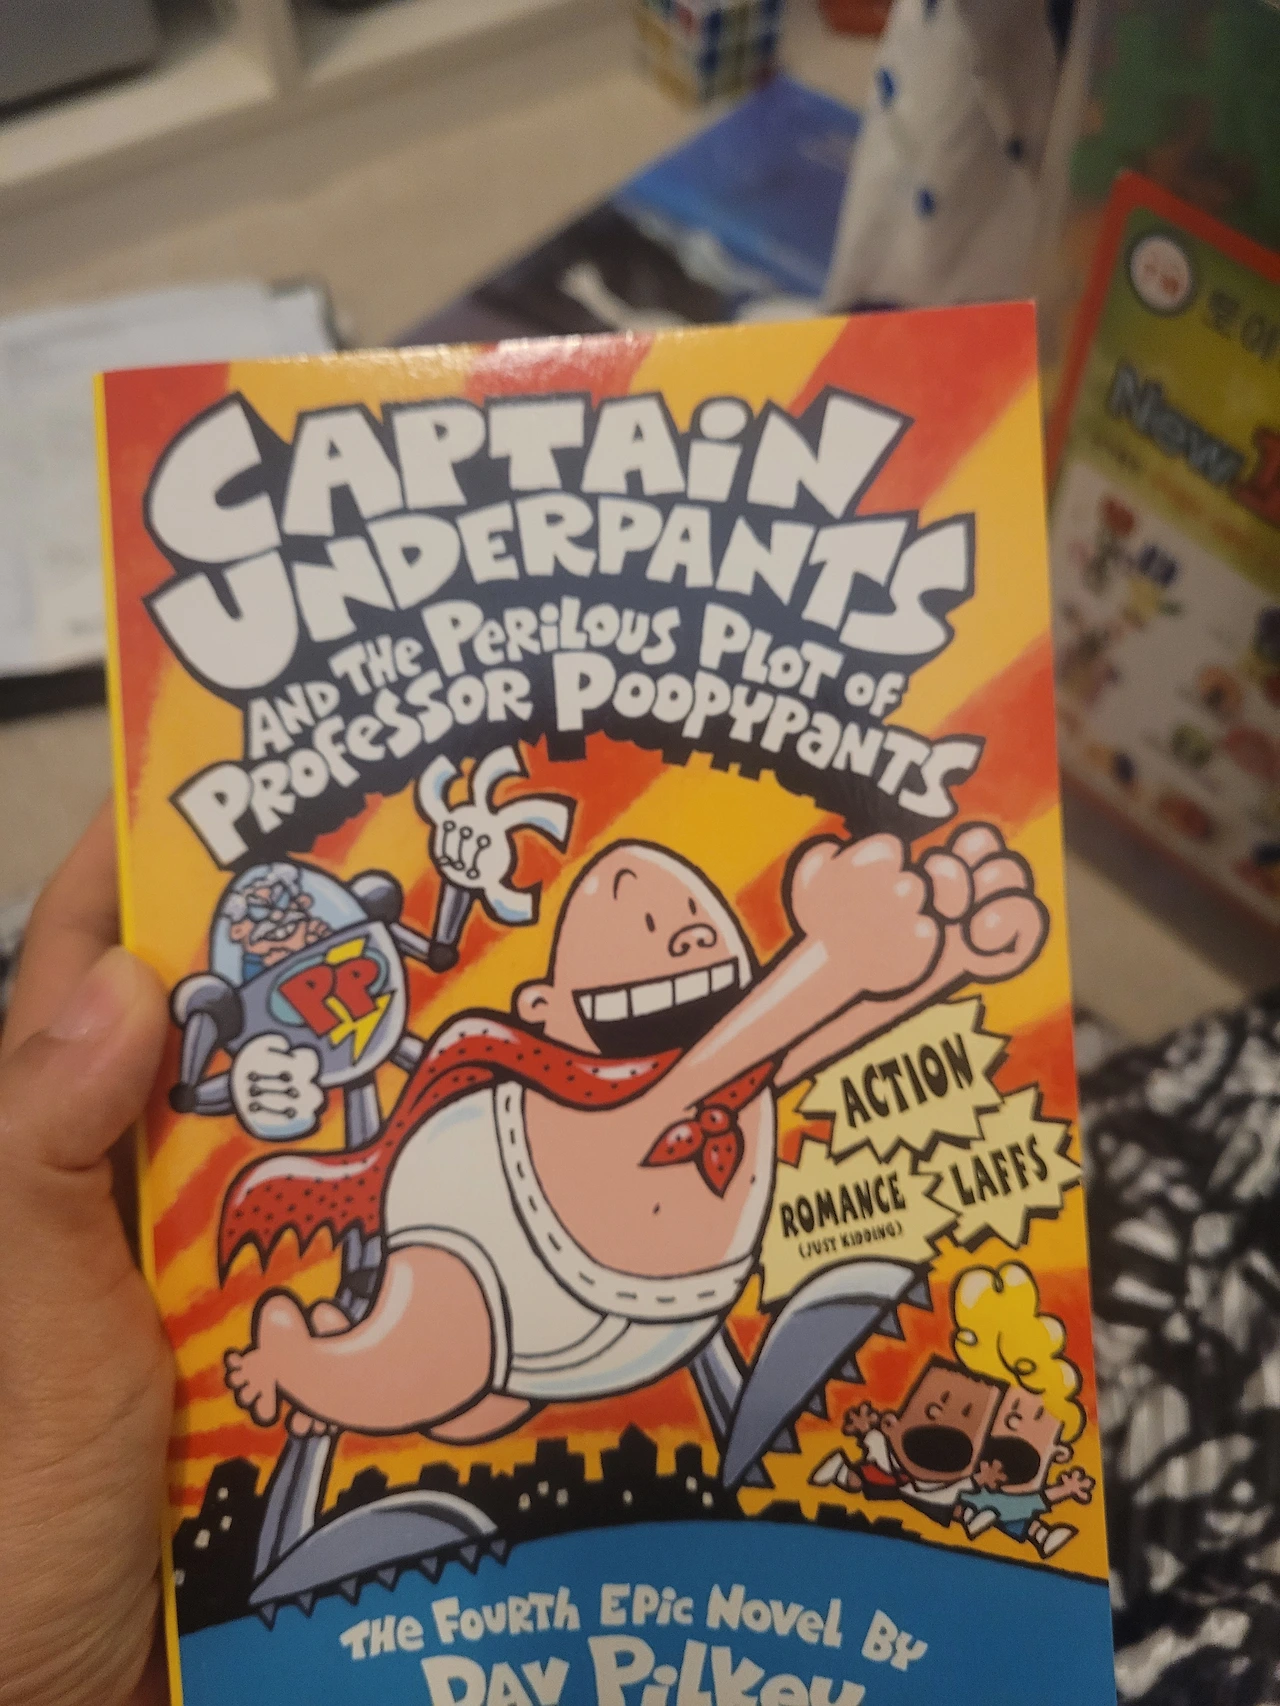 CAPTAiN
UNDERPANTS
AND THE PERiLOUS PLOT OF
PROFeSSOR POOPYPANTS
PP
ACTION
ROMANCE
(JUST KIDDING)
LAFFS
THE FOURTH EPic NOVEL BY
DAV PiLKey
New